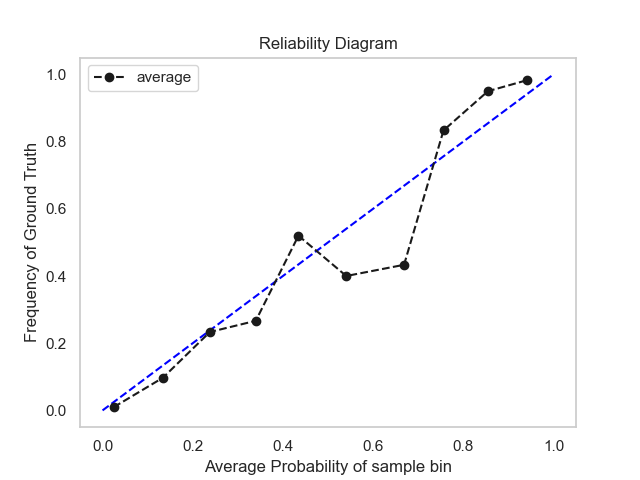 Reliability Diagram
average
Frequency of Ground Truth
1.0
0.8
0.6
0.4
0.2
0.0
0.0 0.2 0.4 0.6 0.8 1.0
Average Probability of sample bin